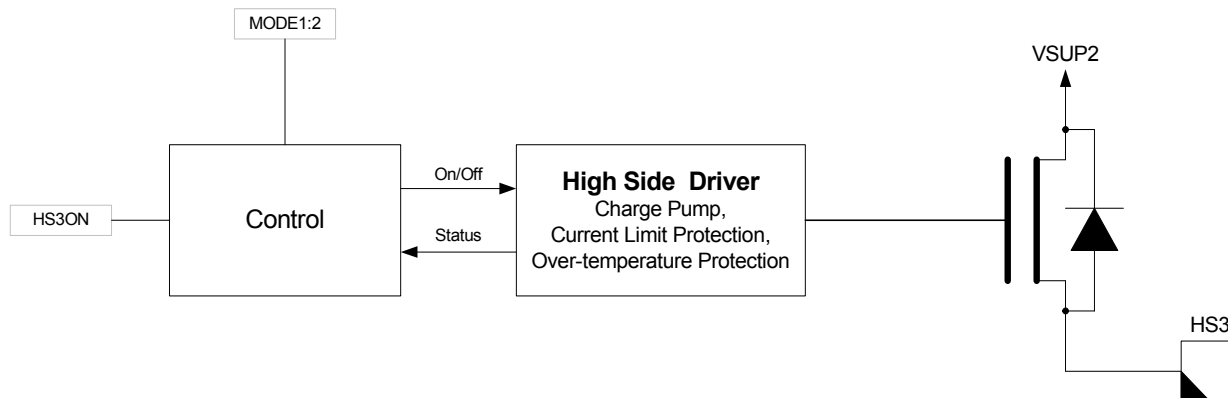 MODE1:2
VSUP2
On/Off
High Side Driver
Charge Pump,
Current Limit Protection,
Over-temperature Protection
Control
HS3ON
Status
HS3